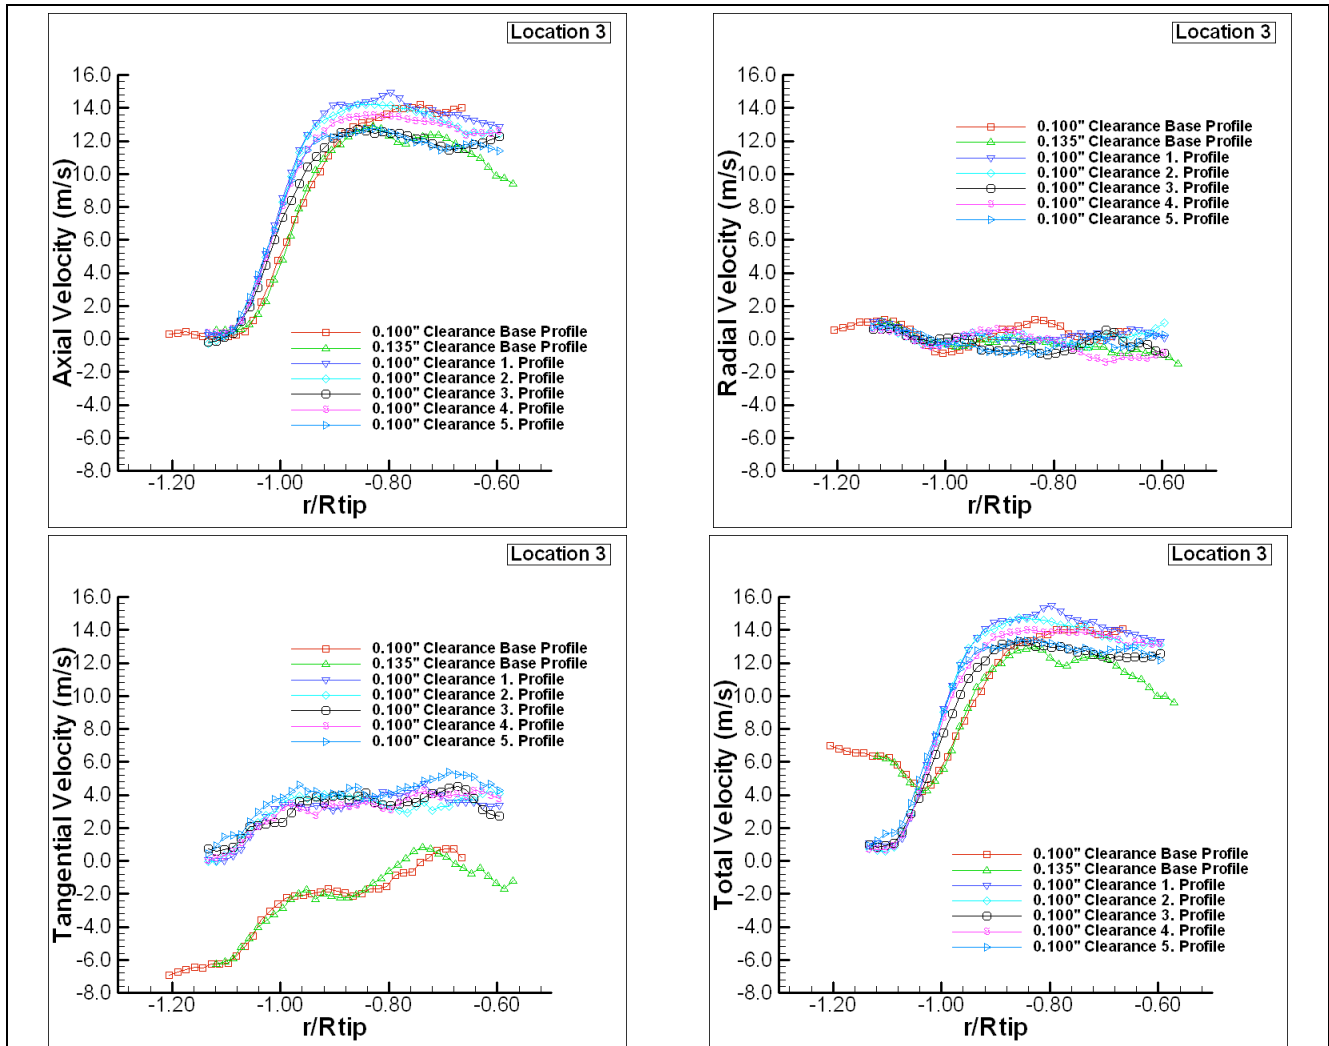 Location 3
Axial Velocity (m/s)
16.0
14.0
12.0
10.0
8.0
6.0
4.0
2.0
0.0
-2.0
-4.0
-6.0
-8.0
0.100" Clearance Base Profile
0.135" Clearance Base Profile
0.100" Clearance 1. Profile
0.100" Clearance 2. Profile
0.100" Clearance 3. Profile
0.100" Clearance 4. Profile
0.100" Clearance 5. Profile
-1.20 -1.00 -0.80 -0.60
r/Rtip
Location 3
Radial Velocity (m/s)
16.0
14.0
12.0
10.0
8.0
6.0
4.0
2.0
0.0
-2.0
-4.0
-6.0
-8.0
0.100" Clearance Base Profile
0.135" Clearance Base Profile
0.100" Clearance 1. Profile
0.100" Clearance 2. Profile
0.100" Clearance 3. Profile
0.100" Clearance 4. Profile
0.100" Clearance 5. Profile
-1.20 -1.00 -0.80 -0.60
r/Rtip
Location 3
Tangential Velocity (m/s)
16.0
14.0
12.0
10.0
8.0
6.0
4.0
2.0
0.0
-2.0
-4.0
-6.0
-8.0
0.100" Clearance Base Profile
0.135" Clearance Base Profile
0.100" Clearance 1. Profile
0.100" Clearance 2. Profile
0.100" Clearance 3. Profile
0.100" Clearance 4. Profile
0.100" Clearance 5. Profile
-1.20 -1.00 -0.80 -0.60
r/Rtip
Location 3
Total Velocity (m/s)
16.0
14.0
12.0
10.0
8.0
6.0
4.0
2.0
0.0
-2.0
-4.0
-6.0
-8.0
0.100" Clearance Base Profile
0.135" Clearance Base Profile
0.100" Clearance 1. Profile
0.100" Clearance 2. Profile
0.100" Clearance 3. Profile
0.100" Clearance 4. Profile
0.100" Clearance 5. Profile
-1.20 -1.00 -0.80 -0.60
r/Rtip